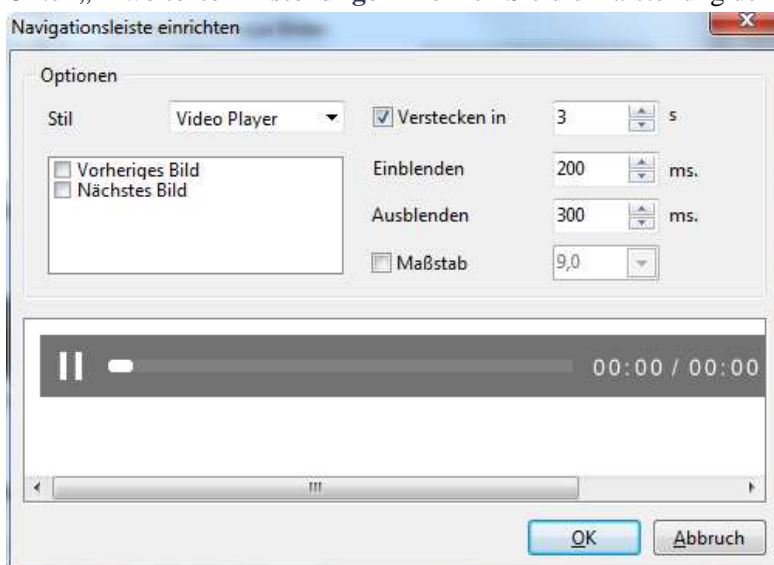 Navigationsleiste einrichten
Optionen
Stil Video Player Verstecken in 3 s
Vorheriges Bild
Nächstes Bild
Einblenden 200 ms.
Ausblenden 300 ms.
Maßstab 9,0
00:00 / 00:00
OK Abbruch